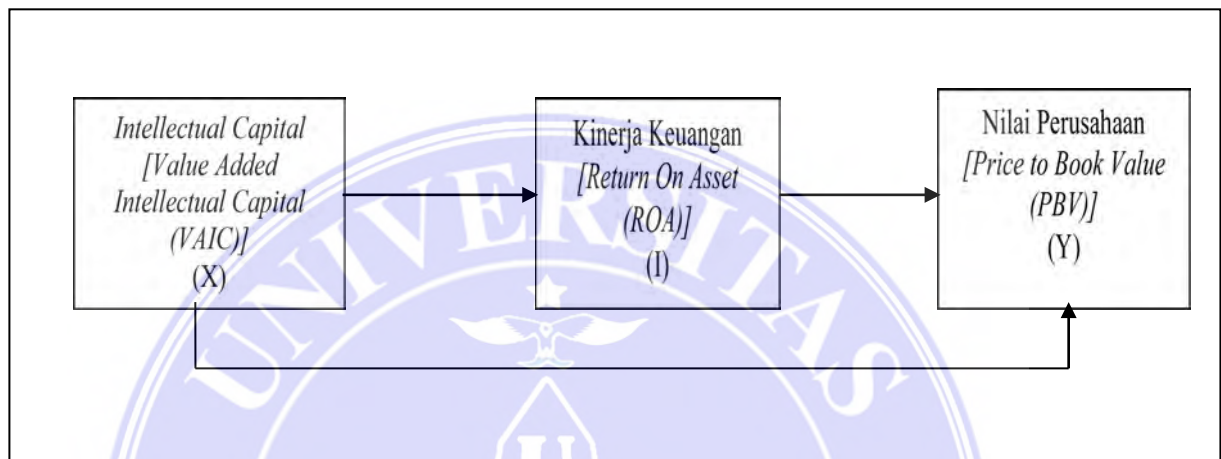 Intellectual Capital
[Value Added
Intellectual Capital
(VAIC)]
(X)
Kinerja Keuangan
[Return On Asset
(ROA)]
(I)
Nilai Perusahaan
[Price to Book Value
(PBV)]
(Y)
UNIVERSITAS